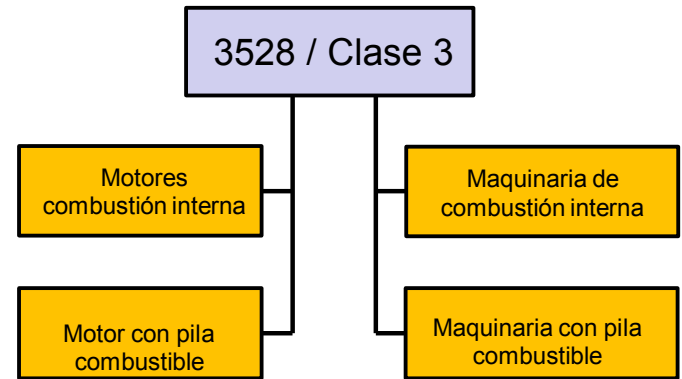 3528 / Clase 3
Motores
combustión interna
Maquinaria de
combustión interna
Motor con pila
combustible
Maquinaria con pila
combustible